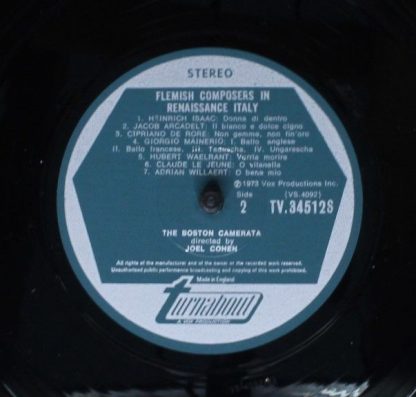 STEREO
FLEMISH COMPOSERS IN
RENAISSANCE ITALY
1. HEINRICH ISAAC: Donna di dentro
2. JACOB ARCADELT: Il bianco e dolce cigno
3. CIPRIANO DE RORE: Non gemme, non fin'oro
4. GIORGIO MAINERIO: I. Ballo anglese
II. Ballo francese, III. Tedescha, IV. Ungarescha
5. HUBERT WAELRANT: Vorria morire
6. CLAUDE LE JEUNE: O vilanella
7. ADRIAN WILLAERT: O bene mio
℗1973 Vox Productions Inc.
Side (VS.4092)
2 TV.34512S
THE BOSTON CAMERATA
directed by
JOEL COHEN
All rights of the manufacturer and of the owner of the recorded work reserved.
Unauthorised public performance broadcasting and copying of this work prohibited.
Made in England
turnabout
A VOX PRODUCTION